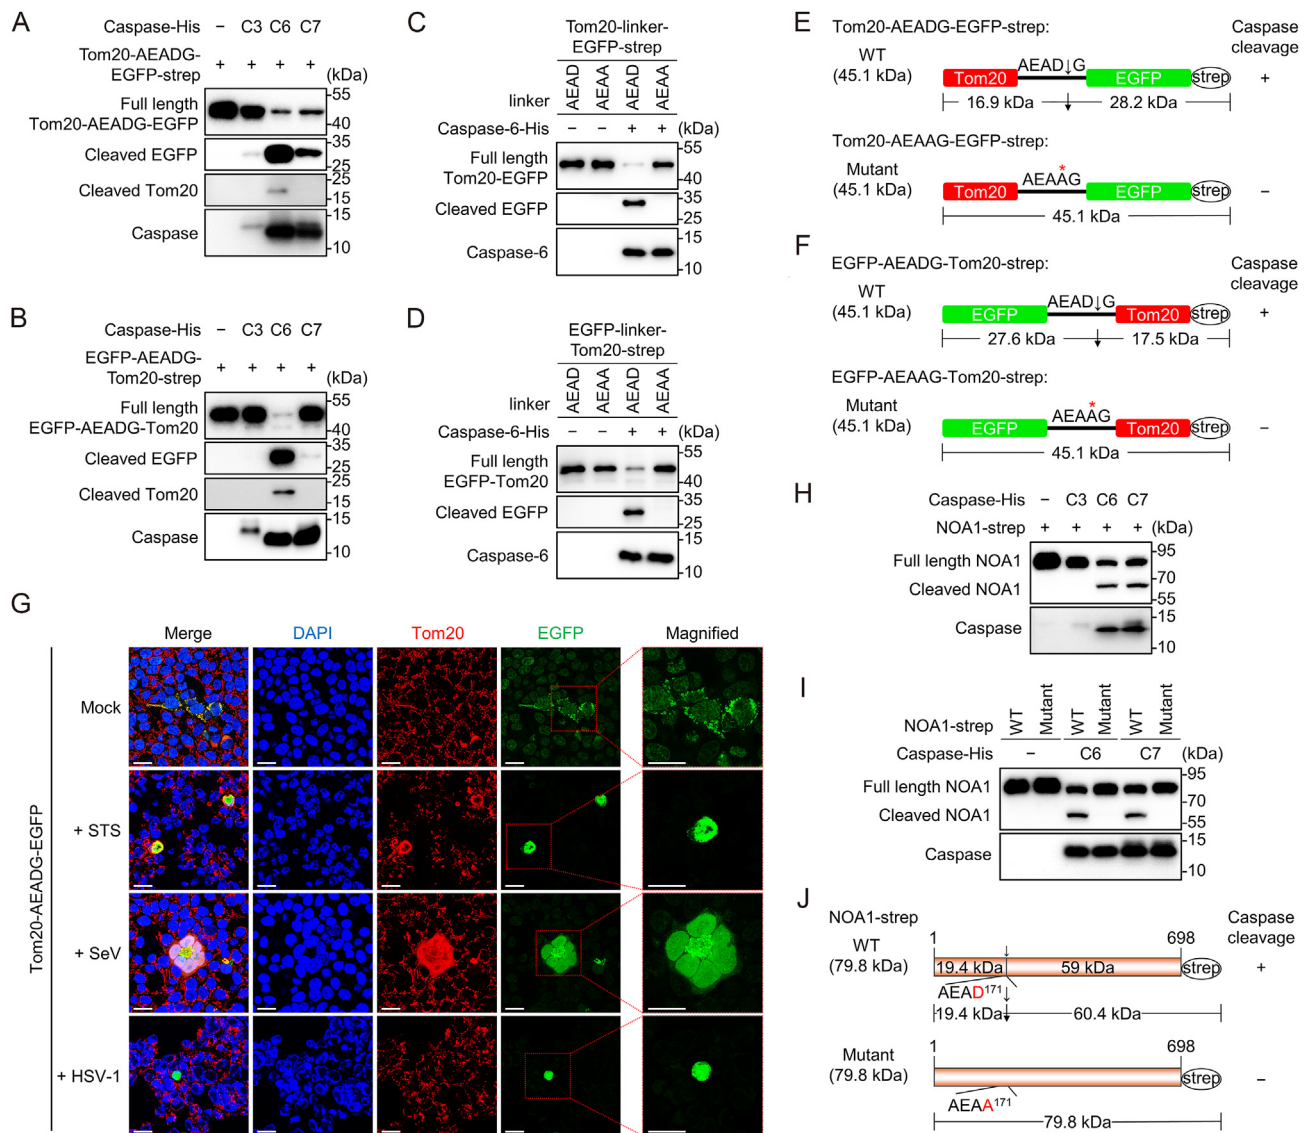 A
Caspase-His – C3 C6 C7
Tom20-AEADG-
EGFP-strep + + + + (kDa)
Full length
Tom20-AEADG-EGFP
55
40
Cleaved EGFP
35
25
Cleaved Tom20
Caspase
15
10
B
Caspase-His – C3 C6 C7
EGFP-AEADG-
Tom20-strep + + + + (kDa)
Full length
EGFP-AEADG-Tom20
55
40
Cleaved EGFP
35
25
Cleaved Tom20
20
Caspase
15
10
C
Tom20-linker-
EGFP-strep
linker AEAD AEAA AEAD AEAA
Caspase-6-His – – + + (kDa)
Full length
Tom20-EGFP
55
40
Cleaved EGFP
35
25
Caspase-6
15
10
D
EGFP-linker-
Tom20-strep
linker AEAD AEAA AEAD AEAA
Caspase-6-His – – + + (kDa)
Full length
EGFP-Tom20
55
40
Cleaved EGFP
35
25
Caspase-6
15
10
E
Tom20-AEADG-EGFP-strep: Caspase
cleavage
WT
(45.1 kDa)
AEAD↓G
Tom20 EGFP strep +
16.9 kDa 28.2 kDa
Tom20-AEAAG-EGFP-strep:
Mutant
(45.1 kDa)
*
AEAAG
Tom20 EGFP strep –
45.1 kDa
F
EGFP-AEADG-Tom20-strep: Caspase
cleavage
WT
(45.1 kDa)
AEAD↓G
EGFP Tom20 strep +
27.6 kDa 17.5 kDa
EGFP-AEAAG-Tom20-strep:
Mutant
(45.1 kDa)
*
AEAAG
EGFP Tom20 strep –
45.1 kDa
G
Merge DAPI Tom20 EGFP Magnified
Tom20-AEADG-EGFP
Mock
+ STS
+ SeV
+ HSV-1
H
Caspase-His – C3 C6 C7
NOA1-strep + + + + (kDa)
Full length NOA1
95
70
Cleaved NOA1
55
Caspase
15
10
I
NOA1-strep WT Mutant WT Mutant WT Mutant
Caspase-His – C6 C7 (kDa)
Full length NOA1
95
70
Cleaved NOA1
55
Caspase
15
10
J
NOA1-strep Caspase
cleavage
WT
(79.8 kDa)
1 698
19.4 kDa 59 kDa strep +
AEAD171
19.4 kDa 60.4 kDa
Mutant
(79.8 kDa)
1 698
strep –
AEAA171
79.8 kDa